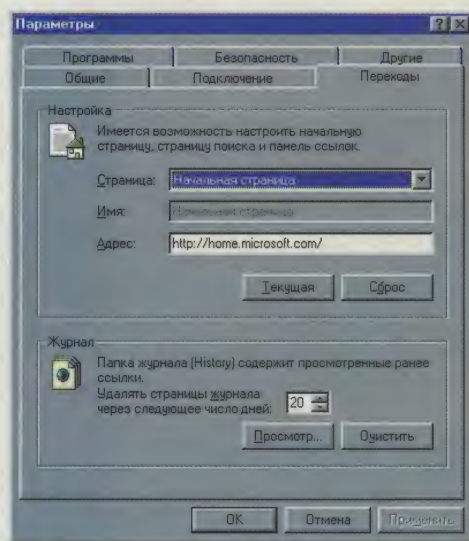 Параметры
Программы Безопасность Другие
Общие Подключение Переходы
Настройка
Имеется возможность настроить начальную
страницу, страницу поиска и панель ссылок.
Страница: Начальная страница
Имя: Начальная страница
Адрес: http://home.microsoft.com/
Текущая Сброс
Журнал
Папка журнала (History) содержит просмотренные ранее
ссылки.
Удалять страницы журнала
через следующее число дней: 20
Просмотр... Очистить
OK Отмена Применить